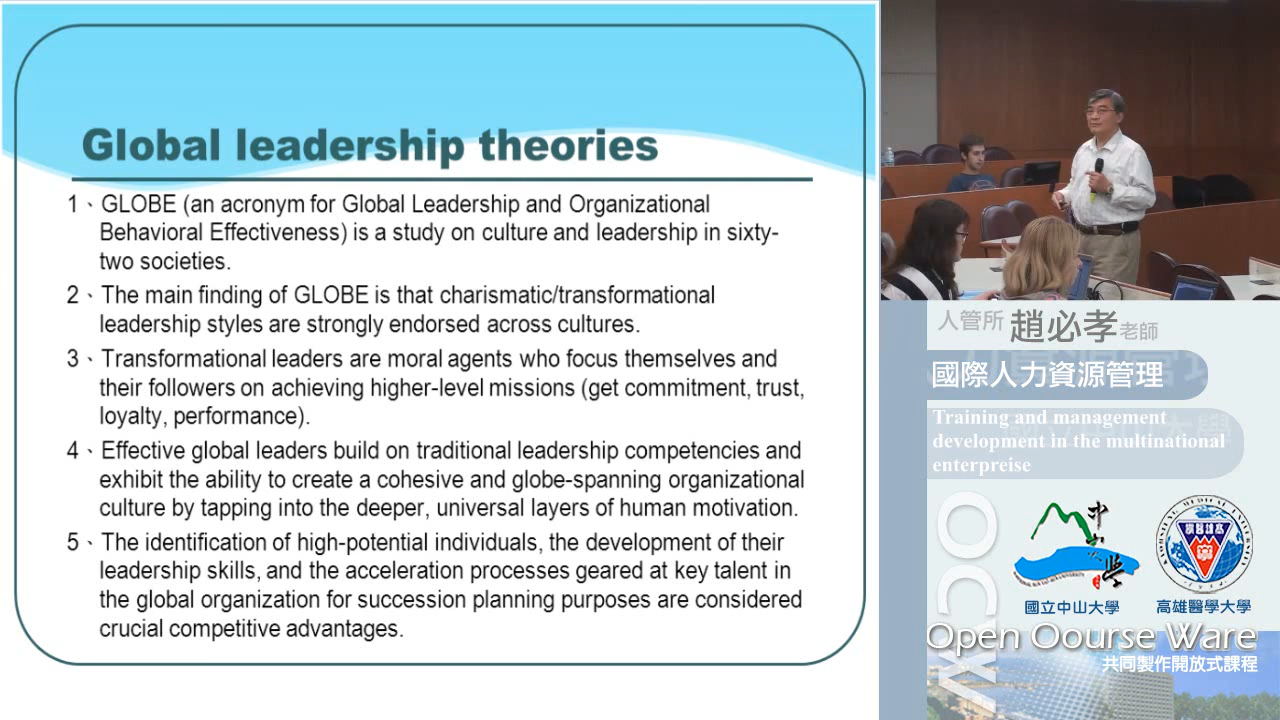 Global leadership theories
1、GLOBE (an acronym for Global Leadership and Organizational
Behavioral Effectiveness) is a study on culture and leadership in sixty-
two societies.
2、The main finding of GLOBE is that charismatic/transformational
leadership styles are strongly endorsed across cultures.
3、Transformational leaders are moral agents who focus themselves and
their followers on achieving higher-level missions (get commitment, trust,
loyalty, performance).
4、Effective global leaders build on traditional leadership competencies and
exhibit the ability to create a cohesive and globe-spanning organizational
culture by tapping into the deeper, universal layers of human motivation.
5、The identification of high-potential individuals, the development of their
leadership skills, and the acceleration processes geared at key talent in
the global organization for succession planning purposes are considered
crucial competitive advantages.
人管所 趙必孝老師
國際人力資源管理
Training and management
development in the multinational
enterpreise
OCW
國立中山大學
高雄醫學大學
Open Oourse Ware
共同製作開放式課程